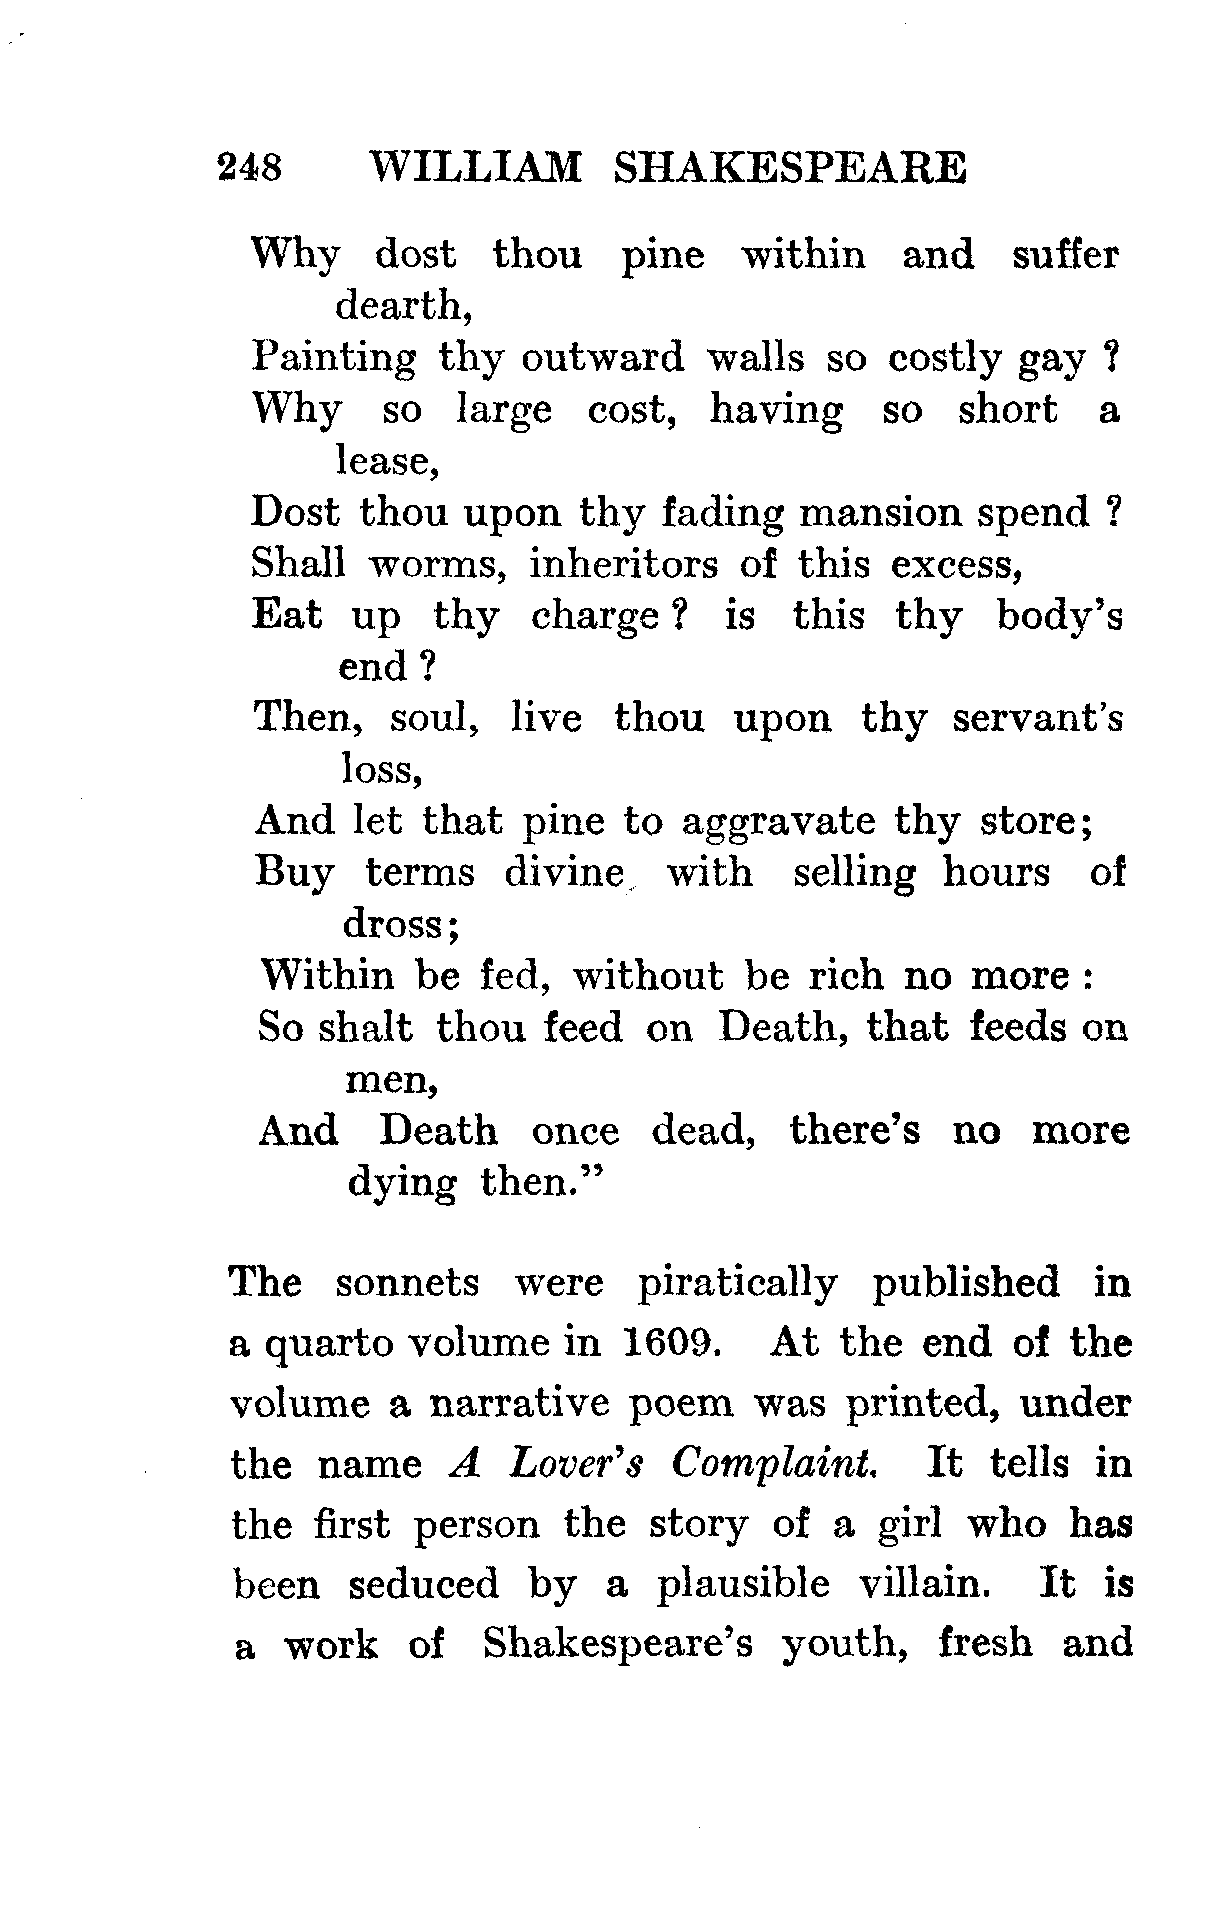 248 WILLIAM SHAKESPEARE
Why dost thou pine within and suffer
dearth,
Painting thy outward walls so costly gay ?
Why so large cost, having so short a
lease,
Dost thou upon thy fading mansion spend ?
Shall worms, inheritors of this excess,
Eat up thy charge ? is this thy body's
end ?
Then, soul, live thou upon thy servant's
loss,
And let that pine to aggravate thy store;
Buy terms divine with selling hours of
dross;
Within be fed, without be rich no more :
So shalt thou feed on Death, that feeds on
men,
And Death once dead, there's no more
dying then."
The sonnets were piratically published in
a quarto volume in 1609. At the end of the
volume a narrative poem was printed, under
the name A Lover's Complaint. It tells in
the first person the story of a girl who has
been seduced by a plausible villain. It is
a work of Shakespeare's youth, fresh and